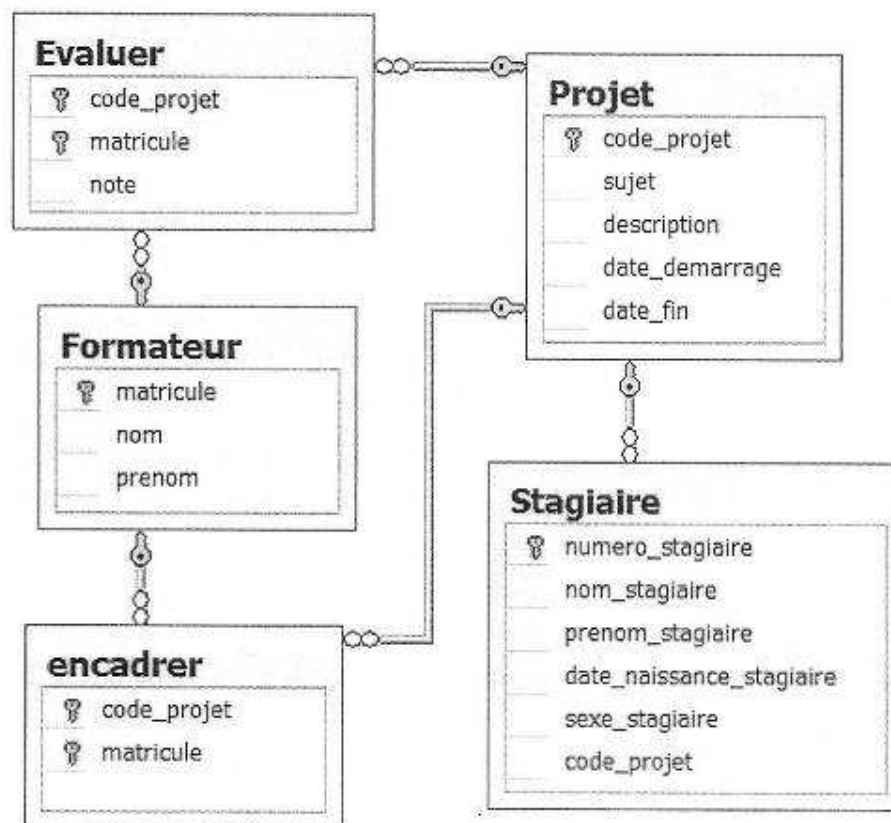 Evaluer
code_projet
matricule
note
Projet
code_projet
sujet
description
date_demarrage
date_fin
Formateur
matricule
nom
prenom
Stagiaire
numero_stagiaire
nom_stagiaire
prenom_stagiaire
date_naissance_stagiaire
sexe_stagiaire
code_projet
encadrer
code_projet
matricule